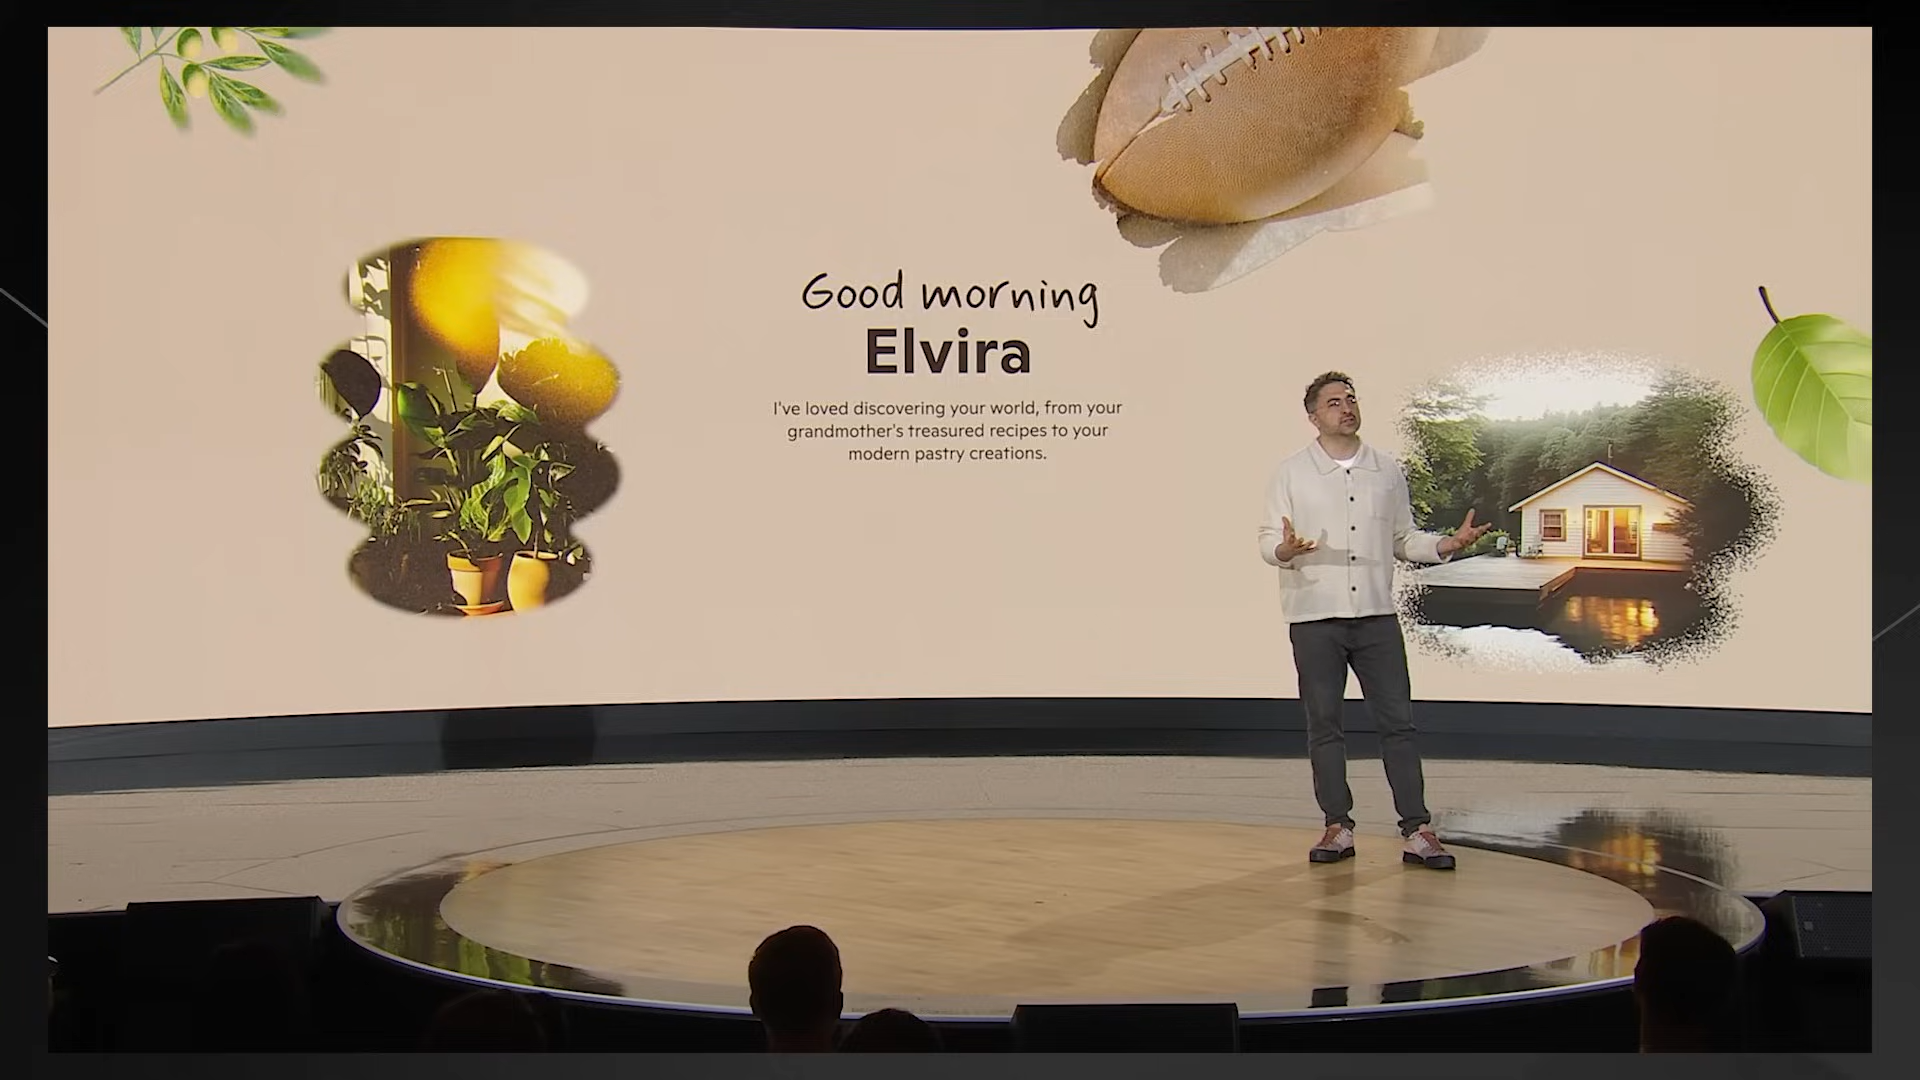 Good morning
Elvira
I've loved discovering your world, from your
grandmother's treasured recipes to your
modern pastry creations.